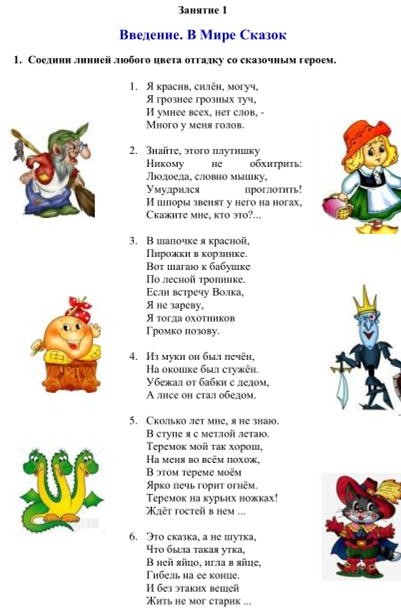 Занятие 1
Введение. В Мире Сказок
1. Соедини линией любого цвета отгадку со сказочным героем.
1. Я красив, силён, могуч,
Я грознее грозных туч,
И умнее всех, нет слов, -
Много у меня голов.
2. Знайте, этого плутишку
Никому не обхитрить:
Людоеда, словно мышку,
Умудрился проглотить!
И шпоры звенят у него на ногах,
Скажите мне, кто это?...
3. В шапочке я красной,
Пирожки в корзинке.
Вот шагаю к бабушке
По лесной тропинке.
Если встречу Волка,
Я не зареву,
Я тогда охотников
Громко позову.
4. Из муки он был печён,
На окошке был стужён.
Убежал от бабки с дедом,
А лисе он стал обедом.
5. Сколько лет мне, я не знаю.
В ступе я с метлой летаю.
Теремок мой так хорош,
На меня во всём похож,
В этом тереме моём
Ярко печь горит огнём.
Теремок на курьих ножках!
Ждёт гостей в нем ...
6. Это сказка, а не шутка,
Что была такая утка,
В ней яйцо, игла в яйце,
Гибель на ее конце.
И без этаких вещей
Жить не мог старик ...